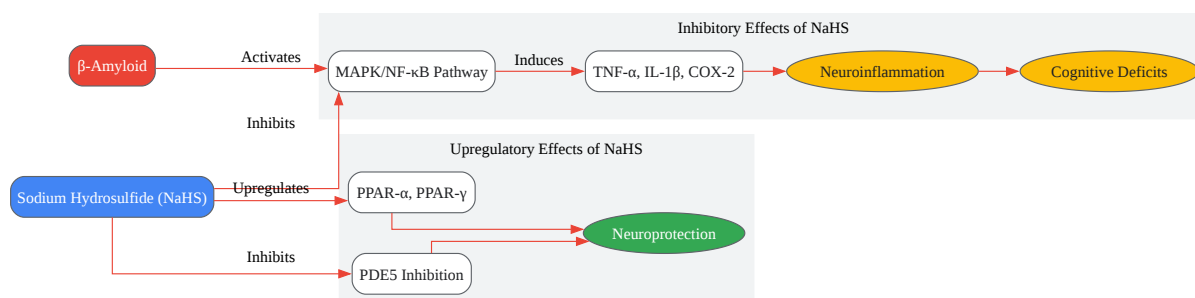 Inhibitory Effects of NaHS
β-Amyloid
Activates
MAPK/NF-κB Pathway
Induces
TNF-α, IL-1β, COX-2
Neuroinflammation
Cognitive Deficits
Inhibits
Upregulatory Effects of NaHS
Sodium Hydrosulfide (NaHS)
Upregulates
PPAR-α, PPAR-γ
Neuroprotection
Inhibits
PDE5 Inhibition